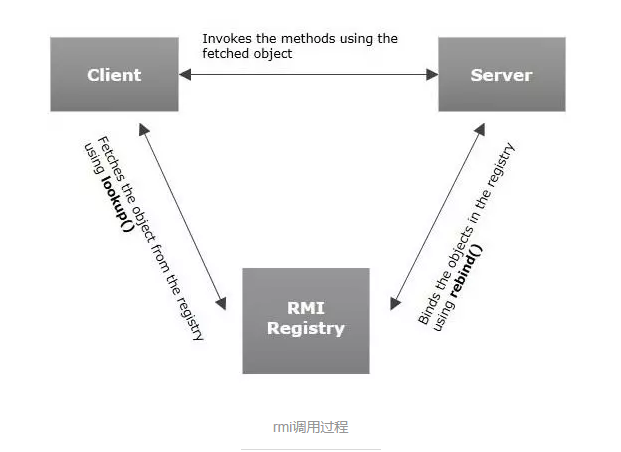 Invokes the methods using the
fetched object
Client
Server
Fetches the object from the registry
using lookup()
Binds the objects in the registry
using rebind()
RMI
Registry
rmi调用过程